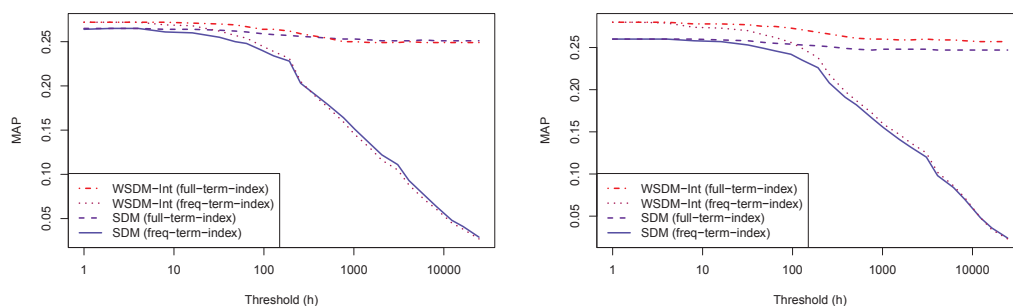 MAP
0.25
0.20
0.15
0.10
0.05
WSDM−Int (full−term−index)
WSDM−Int (freq−term−index)
SDM (full−term−index)
SDM (freq−term−index)
1 10 100 1000 10000
Threshold (h)
MAP
0.25
0.20
0.15
0.10
0.05
WSDM−Int (full−term−index)
WSDM−Int (freq−term−index)
SDM (full−term−index)
SDM (freq−term−index)
1 10 100 1000 10000
Threshold (h)